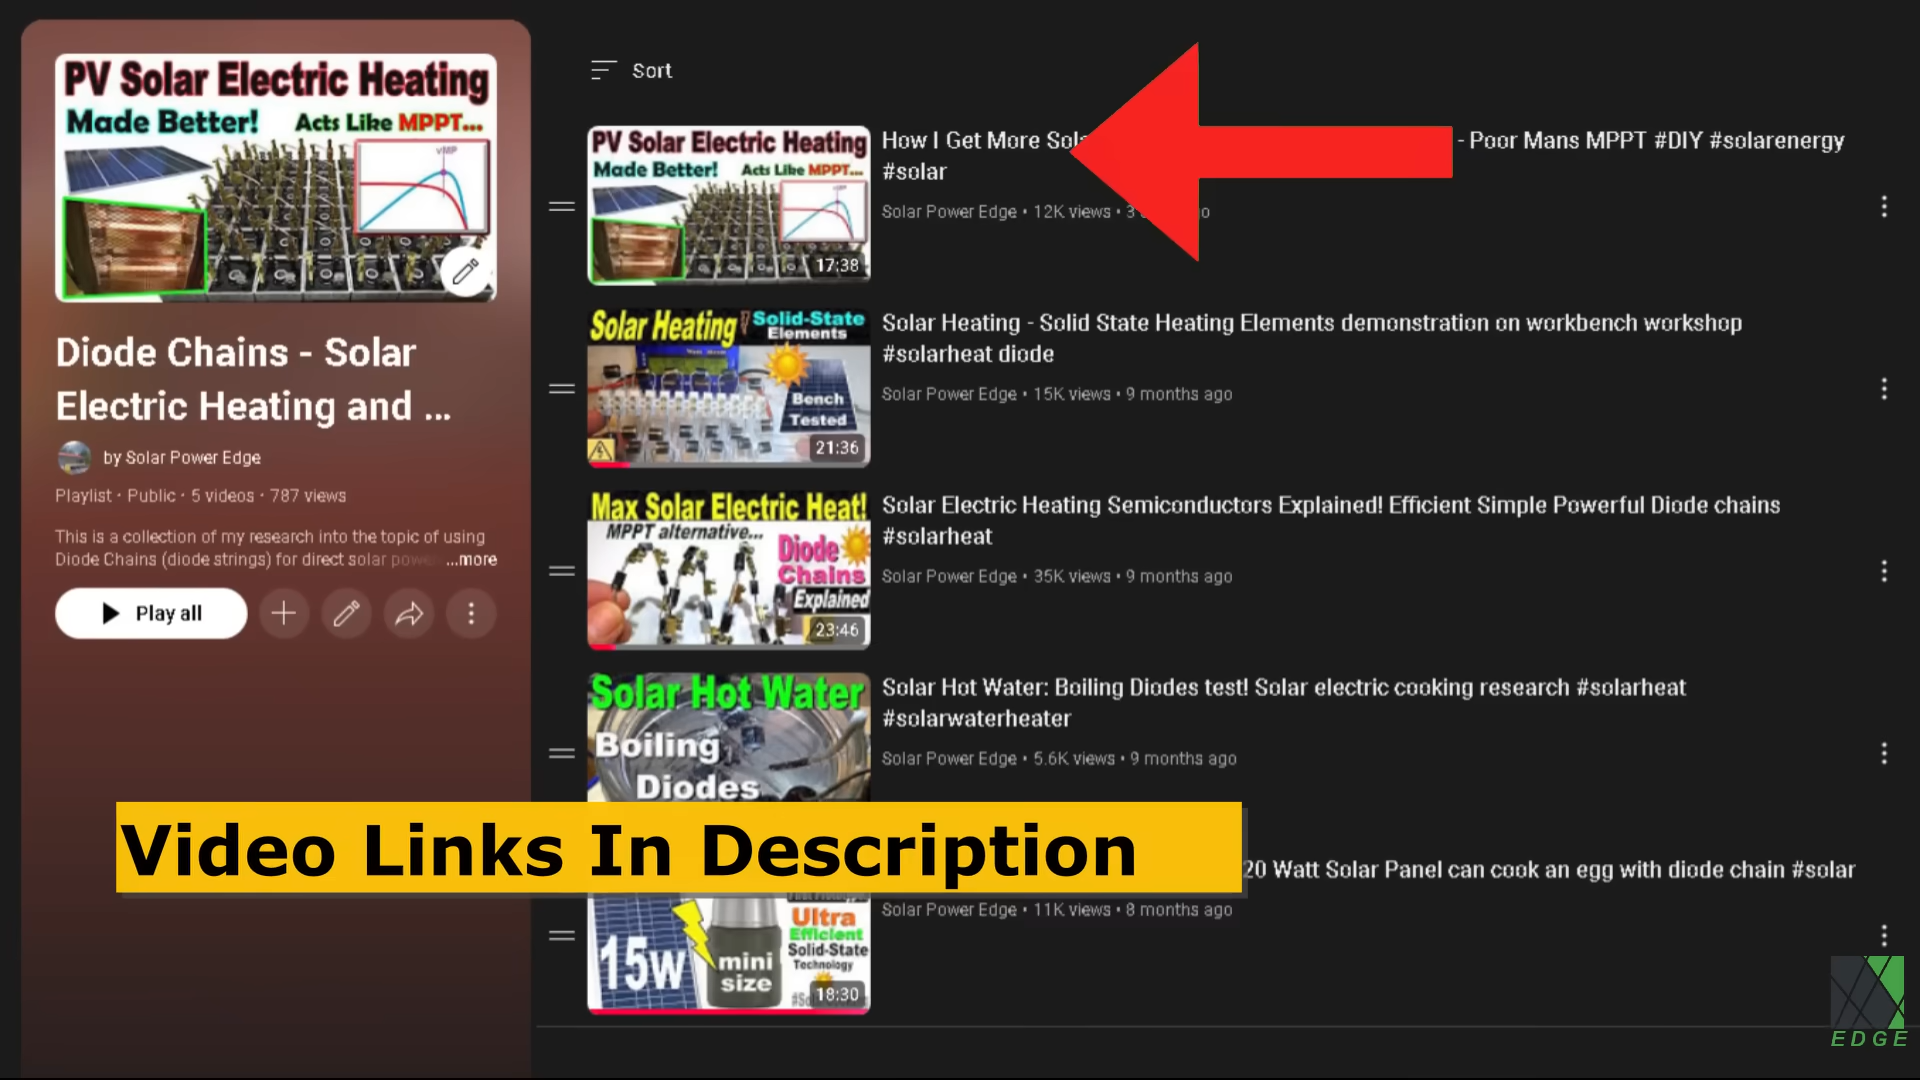 PV Solar Electric Heating
Made Better! Acts Like MPPT...
VMP
Diode Chains - Solar
Electric Heating and ...
by Solar Power Edge
Playlist • Public • 5 videos • 787 views
This is a collection of my research into the topic of using
Diode Chains (diode strings) for direct solar ...more
Play all
Sort
PV Solar Electric Heating
Made Better! Acts Like MPPT...
17:38
How I Get More - Poor Mans MPPT #DIY #solarenergy
#solar
Solar Power Edge • 12K views • 3
Solar Heating Solid-State
Elements
Bench
Tested
21:36
Solar Heating - Solid State Heating Elements demonstration on workbench workshop
#solarheat diode
Solar Power Edge • 15K views • 9 months ago
Max Solar Electric Heat!
MPPT alternative...
Diode
Chains
Explained
23:46
Solar Electric Heating Semiconductors Explained! Efficient Simple Powerful Diode chains
#solarheat
Solar Power Edge • 35K views • 9 months ago
Solar Hot Water
Boiling
Diodes
Solar Hot Water: Boiling Diodes test! Solar electric cooking research #solarheat
#solarwaterheater
Solar Power Edge • 5.6K views • 9 months ago
Video Links In Description
20 Watt Solar Panel can cook an egg with diode chain #solar
Solar Power Edge • 11K views • 8 months ago
Ultra
Efficient
Solid-State
Technology
15w
mini
size
18:30
EDGE